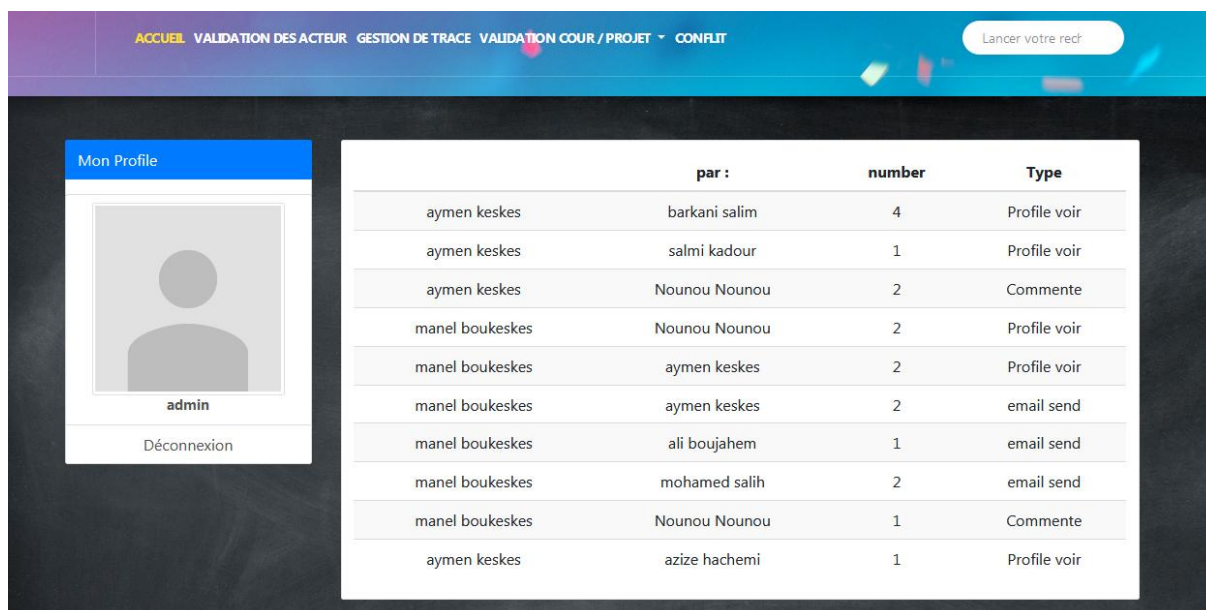 ACCUEIL VALIDATION DES ACTEUR GESTION DE TRACE VALIDATION COUR / PROJET CONFLIT
Lancer votre rech
Mon Profile
admin
Déconnexion
par : number Type
aymen keskes barkani salim 4 Profile voir
aymen keskes salmi kadour 1 Profile voir
aymen keskes Nounou Nounou 2 Commente
manel boukeskes Nounou Nounou 2 Profile voir
manel boukeskes aymen keskes 2 Profile voir
manel boukeskes aymen keskes 2 email send
manel boukeskes ali boujahem 1 email send
manel boukeskes mohamed salih 2 email send
manel boukeskes Nounou Nounou 1 Commente
aymen keskes azize hachemi 1 Profile voir